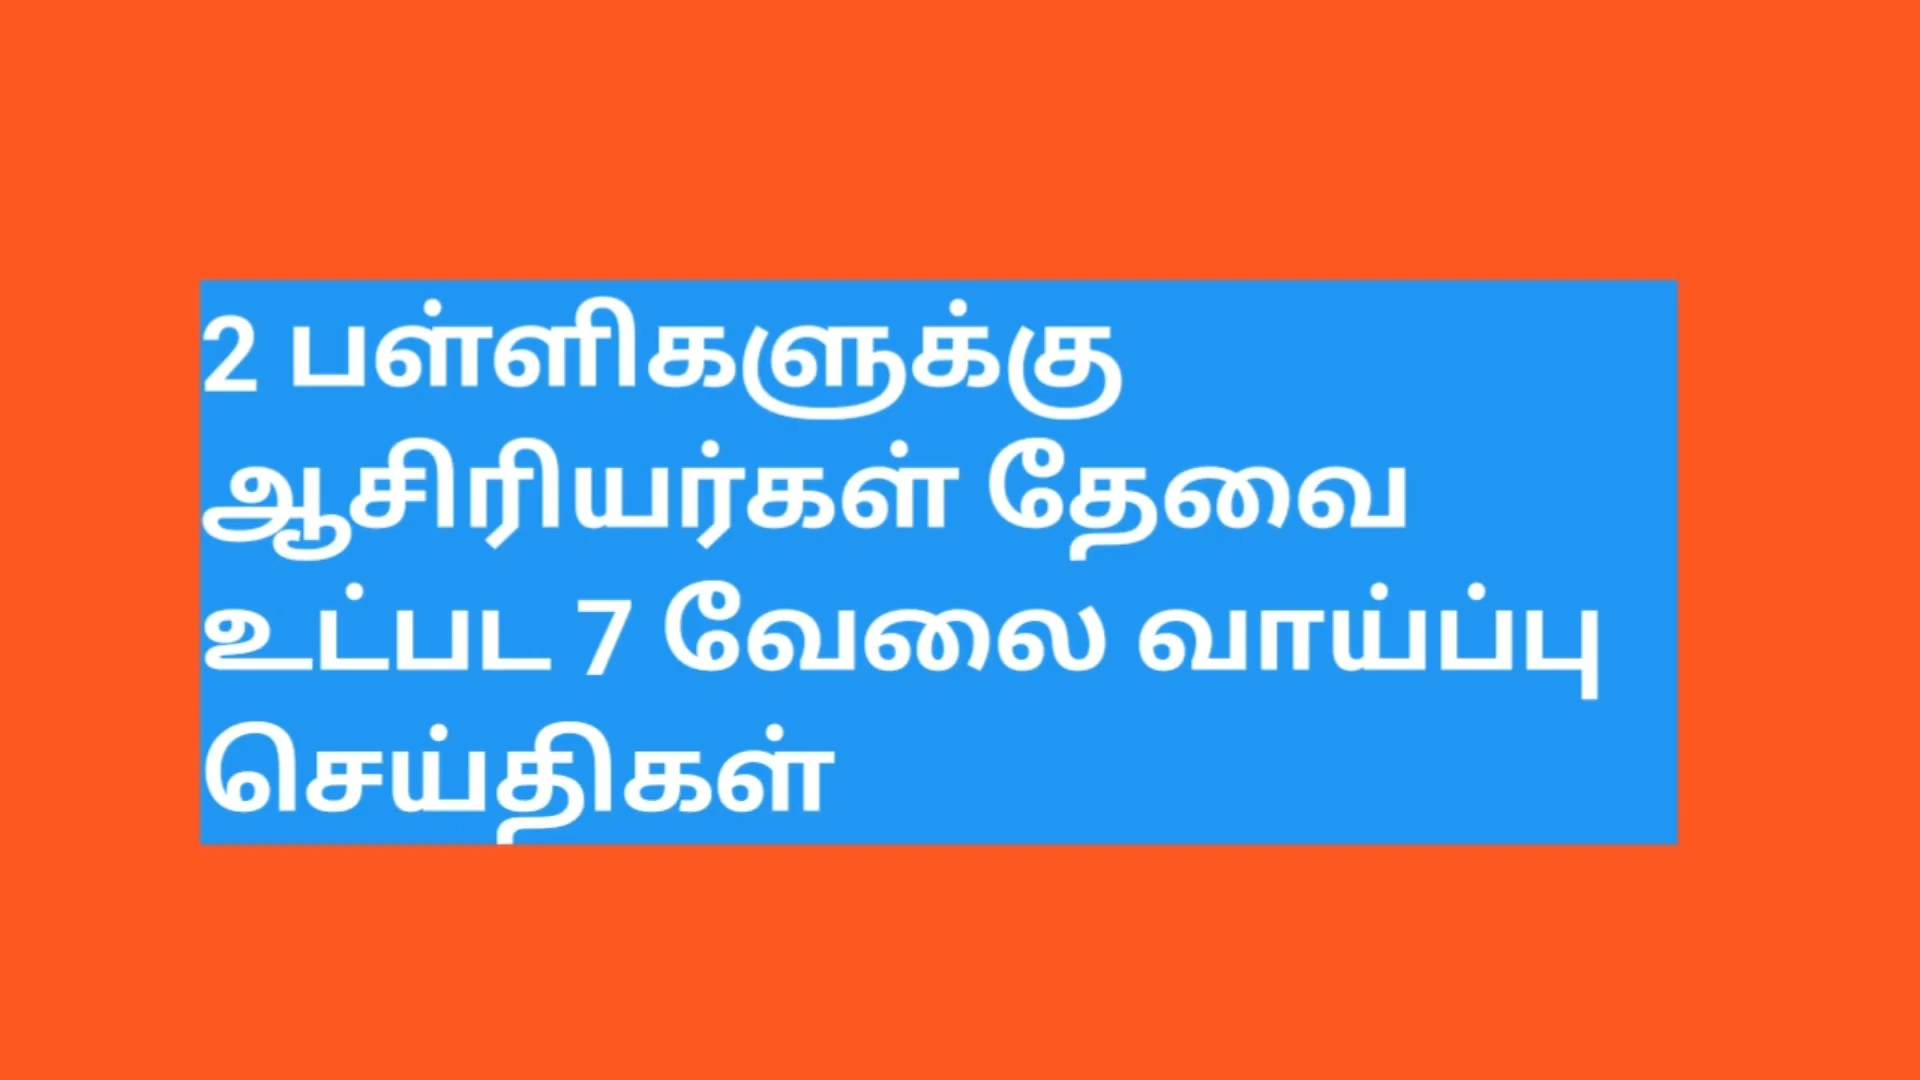 2 பள்ளிகளுக்கு
ஆசிரியர்கள் தேவை
உட்பட 7 வேலை வாய்ப்பு
செய்திகள்